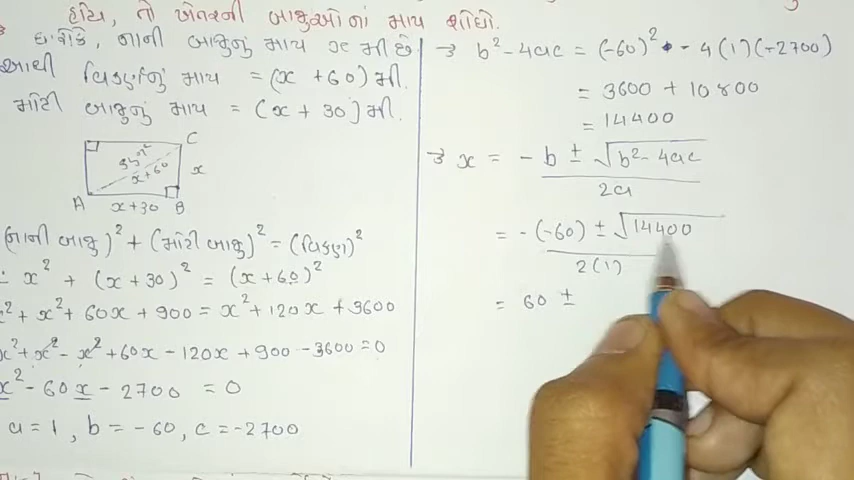 હોય, તો ખેતરની બાજુઓનાં માપ શોધો.
ધારોકે, નાની બાજુનું માપ x મી છે.
આથી વિકર્ણનું માપ = (x + 60) મી.
મોટી બાજુનું માપ = (x + 30) મી.
C
x + 60
x
A x + 30 B
(નાની બાજુ)² + (મોટી બાજુ)² = (વિકર્ણ)²
∴ x² + (x + 30)² = (x + 60)²
x² + x² + 60x + 900 = x² + 120x + 3600
x² + x² - x² + 60x - 120x + 900 - 3600 = 0
x² - 60x - 2700 = 0
a = 1, b = -60, c = -2700
→ b² - 4ac = (-60)² - 4(1)(-2700)
= 3600 + 10800
= 14400
→ x = - b ± √b² - 4ac
2a
= - (-60) ± √14400
2(1)
= 60 ±